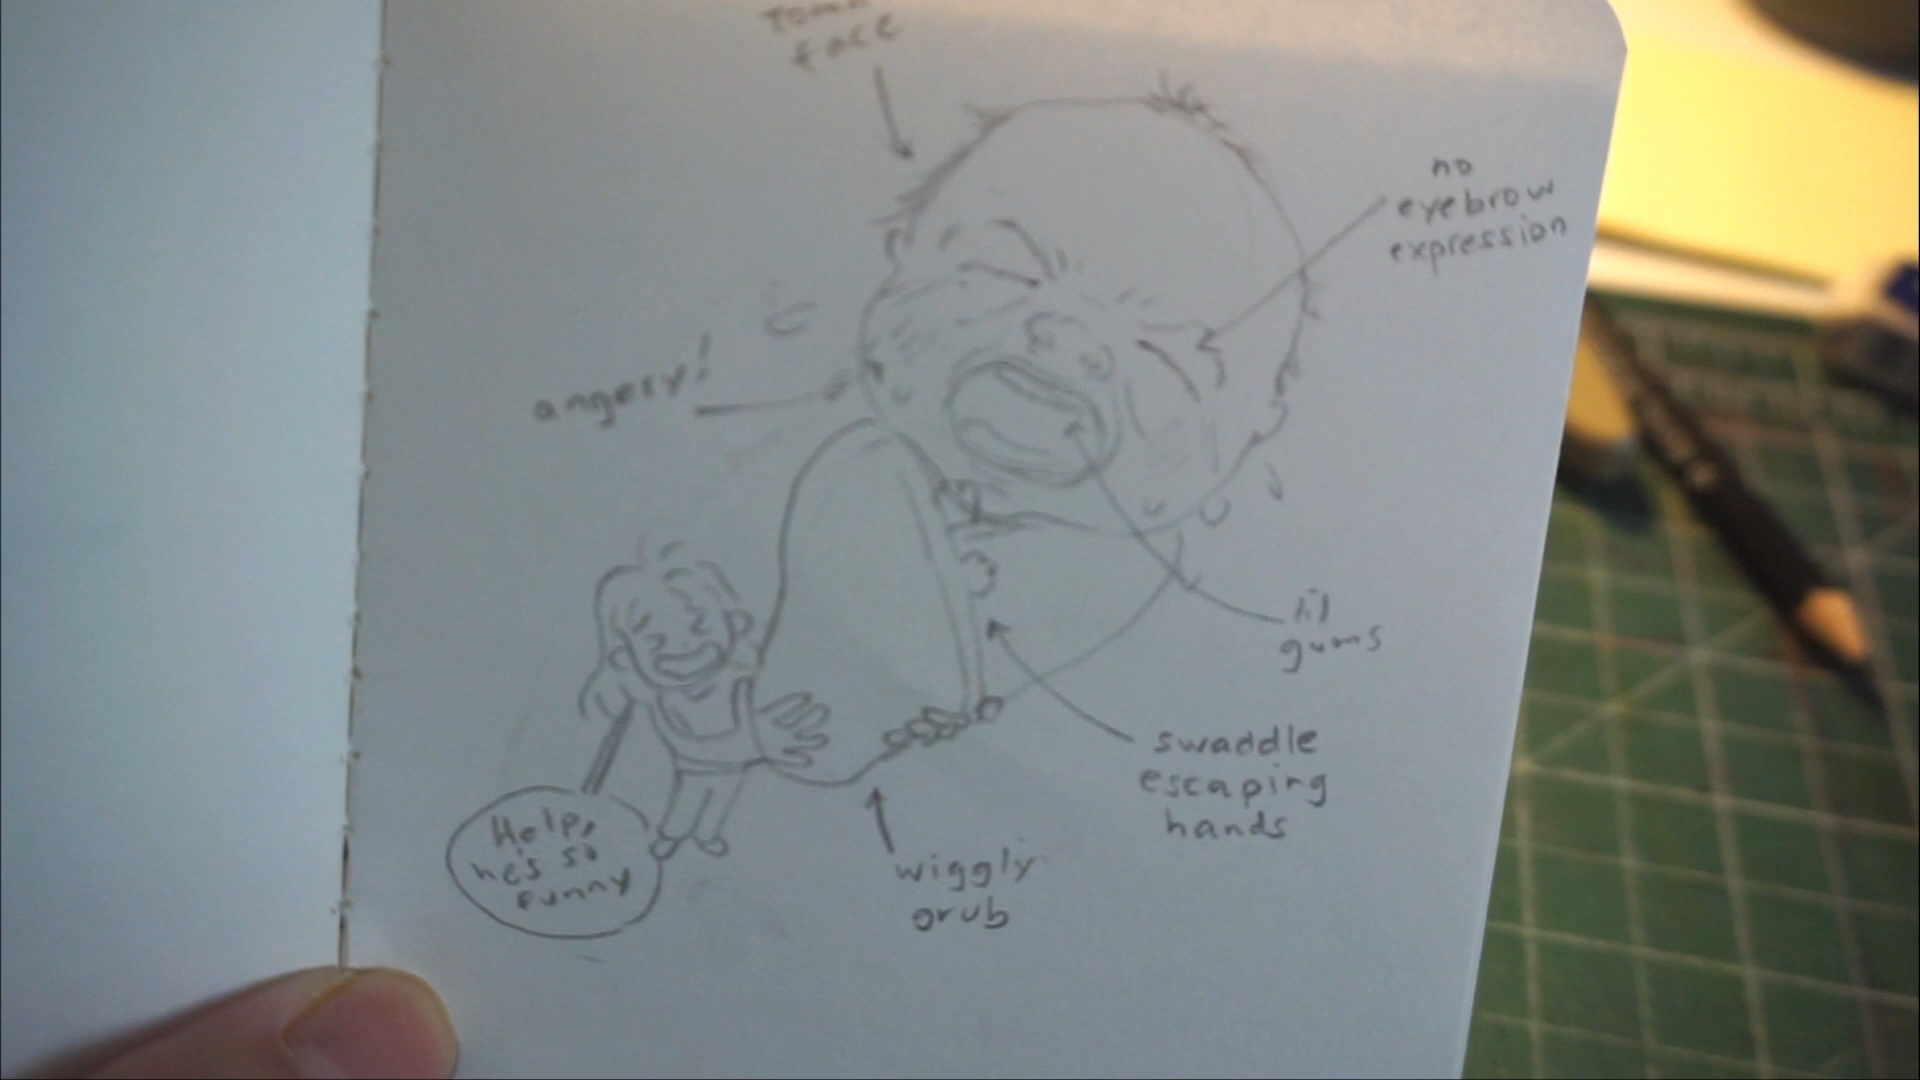 face
no
eyebrow
expression
angery!
lil
gums
swaddle
escaping
hands
Help,
he's so
funny
wiggly
grub